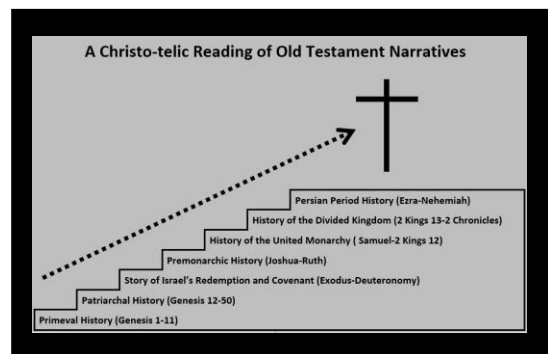 A Christo-telic Reading of Old Testament Narratives
Persian Period History (Ezra-Nehemiah)
History of the Divided Kingdom (2 Kings 13-2 Chronicles)
History of the United Monarchy ( Samuel-2 Kings 12)
Premonarchic History (Joshua-Ruth)
Story of Israel's Redemption and Covenant (Exodus-Deuteronomy)
Patriarchal History (Genesis 12-50)
Primeval History (Genesis 1-11)